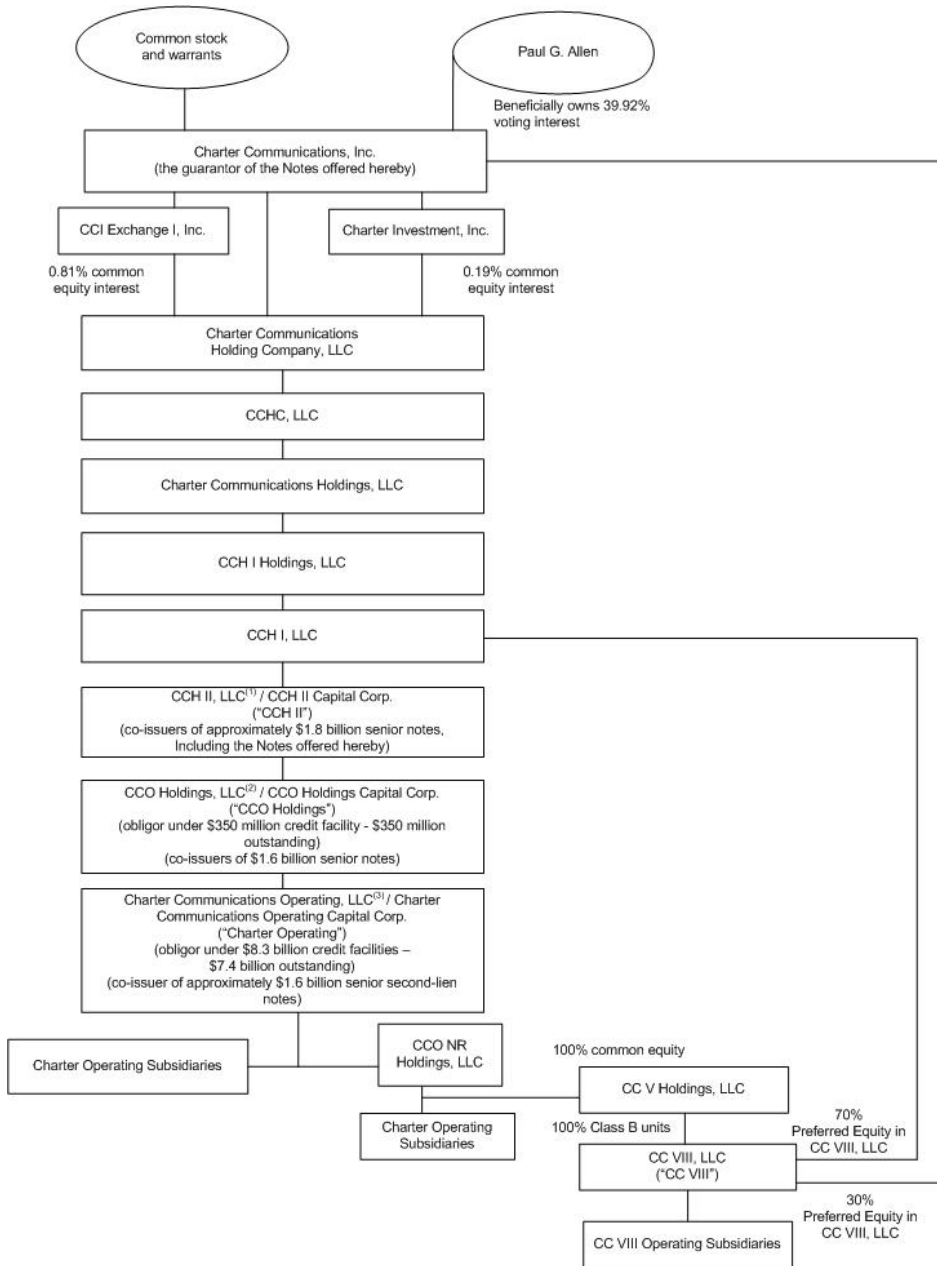 Common stock
and warrants
Paul G. Allen
Beneficially owns 39.92%
voting interest
Charter Communications, Inc.
(the guarantor of the Notes offered hereby)
CCI Exchange I, Inc.
Charter Investment, Inc.
0.81% common
equity interest
0.19% common
equity interest
Charter Communications
Holding Company, LLC
CCHC, LLC
Charter Communications Holdings, LLC
CCH I Holdings, LLC
CCH I, LLC
CCH II, LLC(1) / CCH II Capital Corp.
("CCH II")
(co-issuers of approximately $1.8 billion senior notes,
Including the Notes offered hereby)
CCO Holdings, LLC(2) / CCO Holdings Capital Corp.
("CCO Holdings")
(obligor under $350 million credit facility - $350 million
outstanding)
(co-issuers of $1.6 billion senior notes)
Charter Communications Operating, LLC(3) / Charter
Communications Operating Capital Corp.
("Charter Operating")
(obligor under $8.3 billion credit facilities –
$7.4 billion outstanding)
(co-issuer of approximately $1.6 billion senior second-lien
notes)
Charter Operating Subsidiaries
CCO NR
Holdings, LLC
100% common equity
CC V Holdings, LLC
Charter Operating
Subsidiaries
100% Class B units
70%
Preferred Equity in
CC VIII, LLC
CC VIII, LLC
("CC VIII")
30%
Preferred Equity in
CC VIII, LLC
CC VIII Operating Subsidiaries